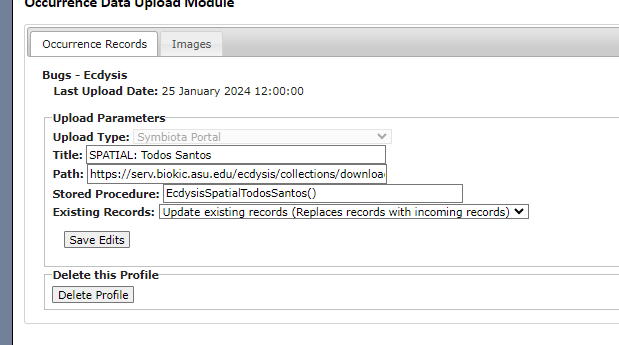 Occurrence Data Upload Module
Occurrence Records Images
Bugs - Ecdysis
Last Upload Date: 25 January 2024 12:00:00
Upload Parameters
Upload Type: Symbiota Portal
Title: SPATIAL: Todos Santos
Path: https://serv.biokic.asu.edu/ecdysis/collections/downloa
Stored Procedure: EcdysisSpatialTodosSantos()
Existing Records: Update existing records (Replaces records with incoming records)
Save Edits
Delete this Profile
Delete Profile